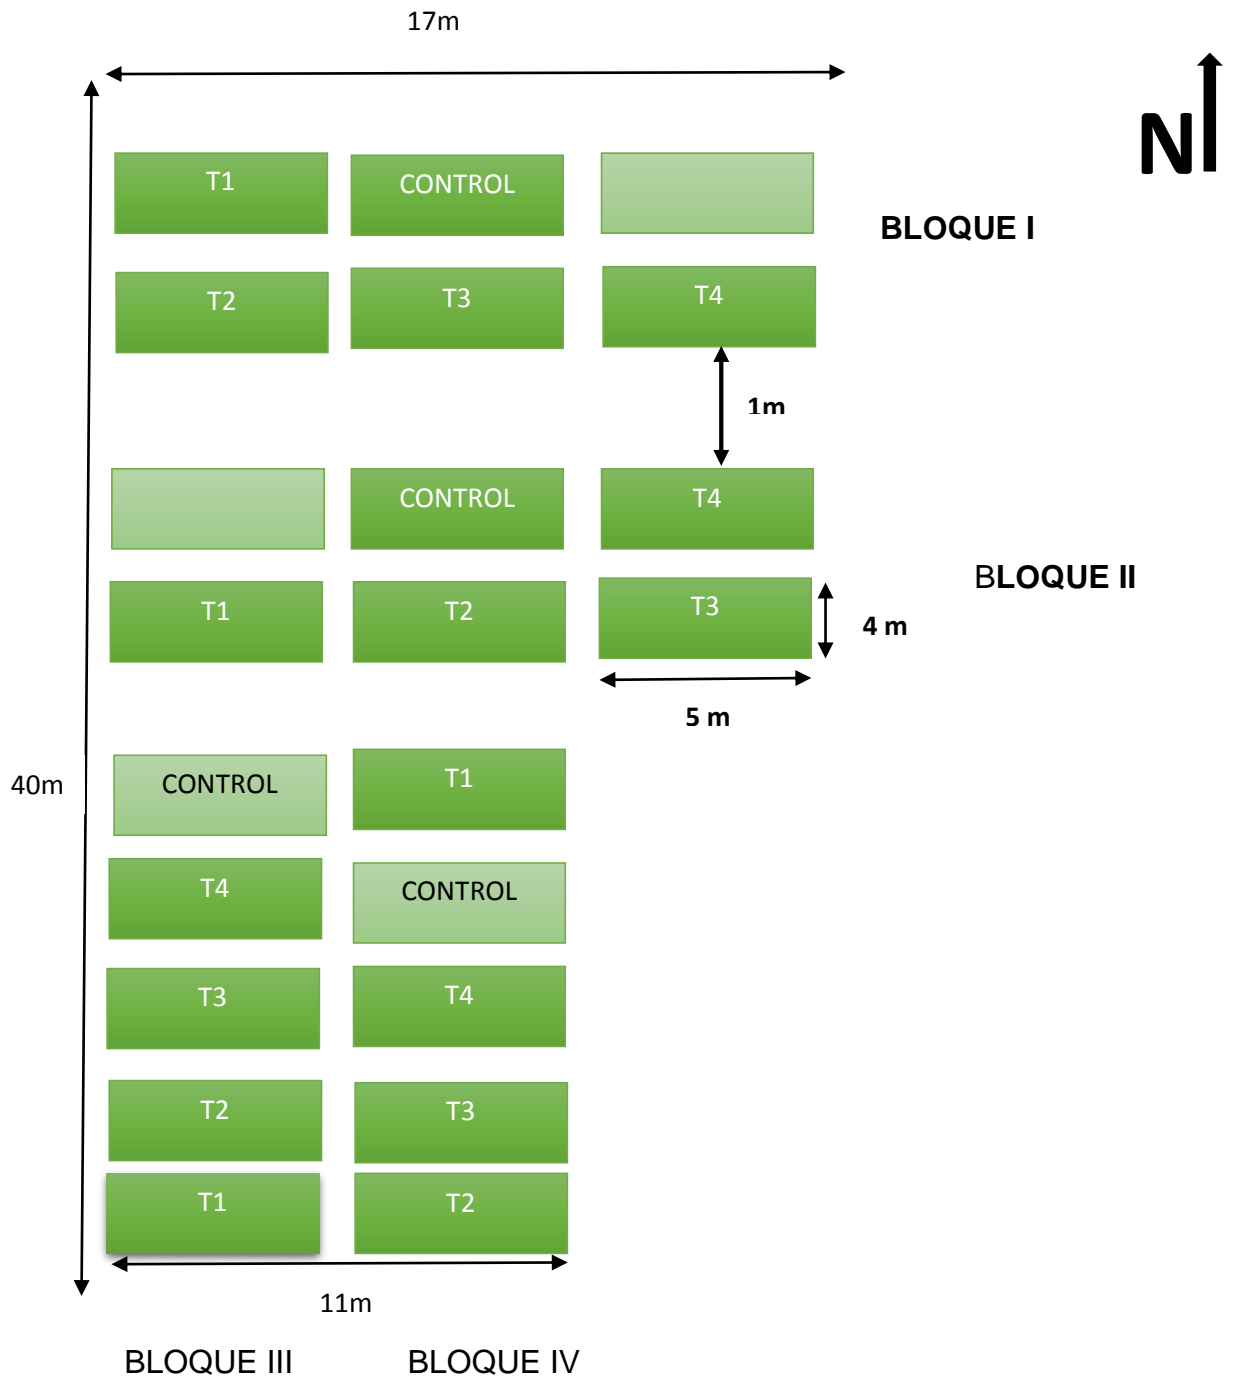 17m
N
T1 CONTROL
BLOQUE I
T2 T3 T4
1m
CONTROL T4
BLOQUE II
T1 T2 T3
4 m
5 m
40m
CONTROL T1
T4 CONTROL
T3 T4
T2 T3
T1 T2
11m
BLOQUE III BLOQUE IV